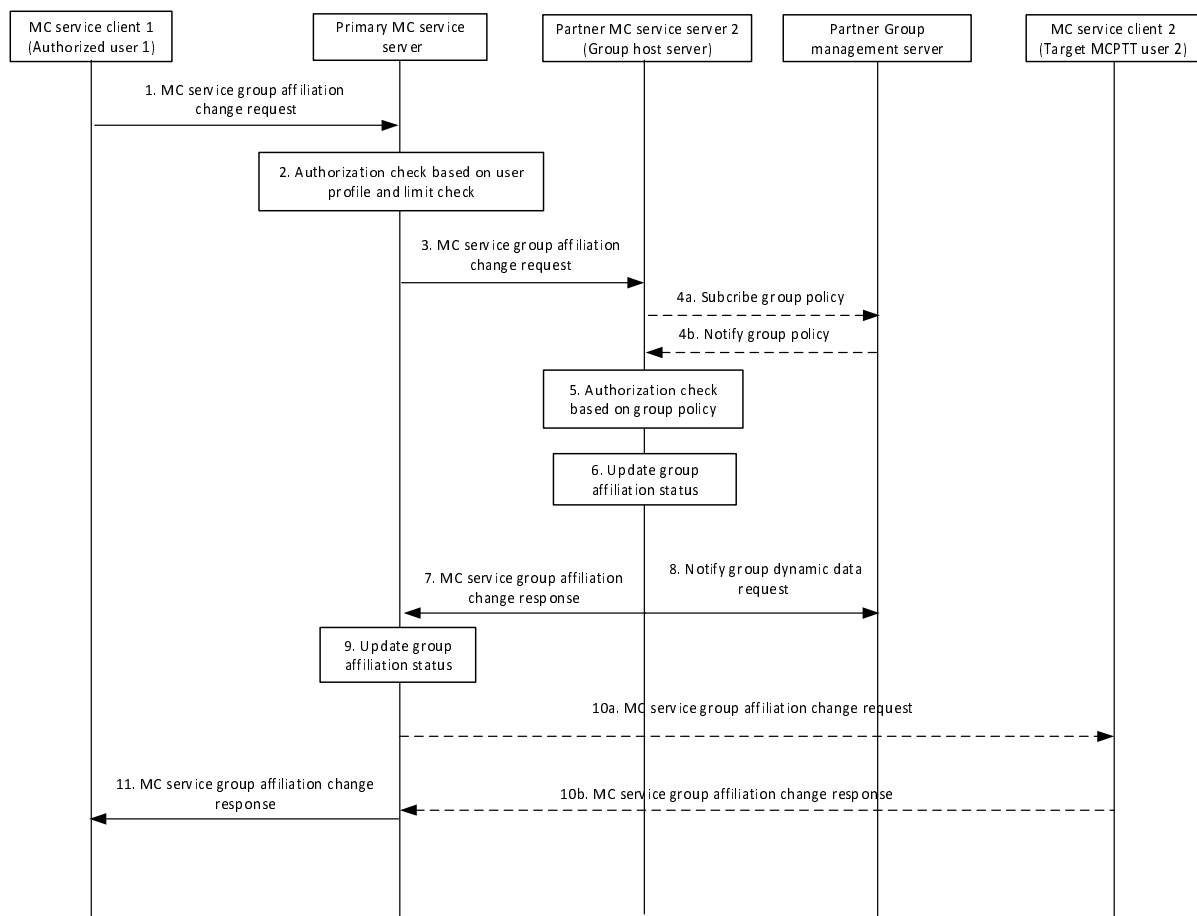 MC service client 1
(Authorized user 1)
Primary MC service
server
Partner MC service server 2
(Group host server)
Partner Group
management server
MC service client 2
(Target MCPTT user 2)
1. MC service group affiliation
change request
2. Authorization check based on user
profile and limit check
3. MC service group affiliation
change request
4a. Subcribe group policy
4b. Notify group policy
5. Authorization check
based on group policy
6. Update group
affiliation status
7. MC service group affiliation
change response
8. Notify group dynamic data
request
9. Update group
affiliation status
10a. MC service group affiliation change request
11. MC service group affiliation change
response
10b. MC service group affiliation change response